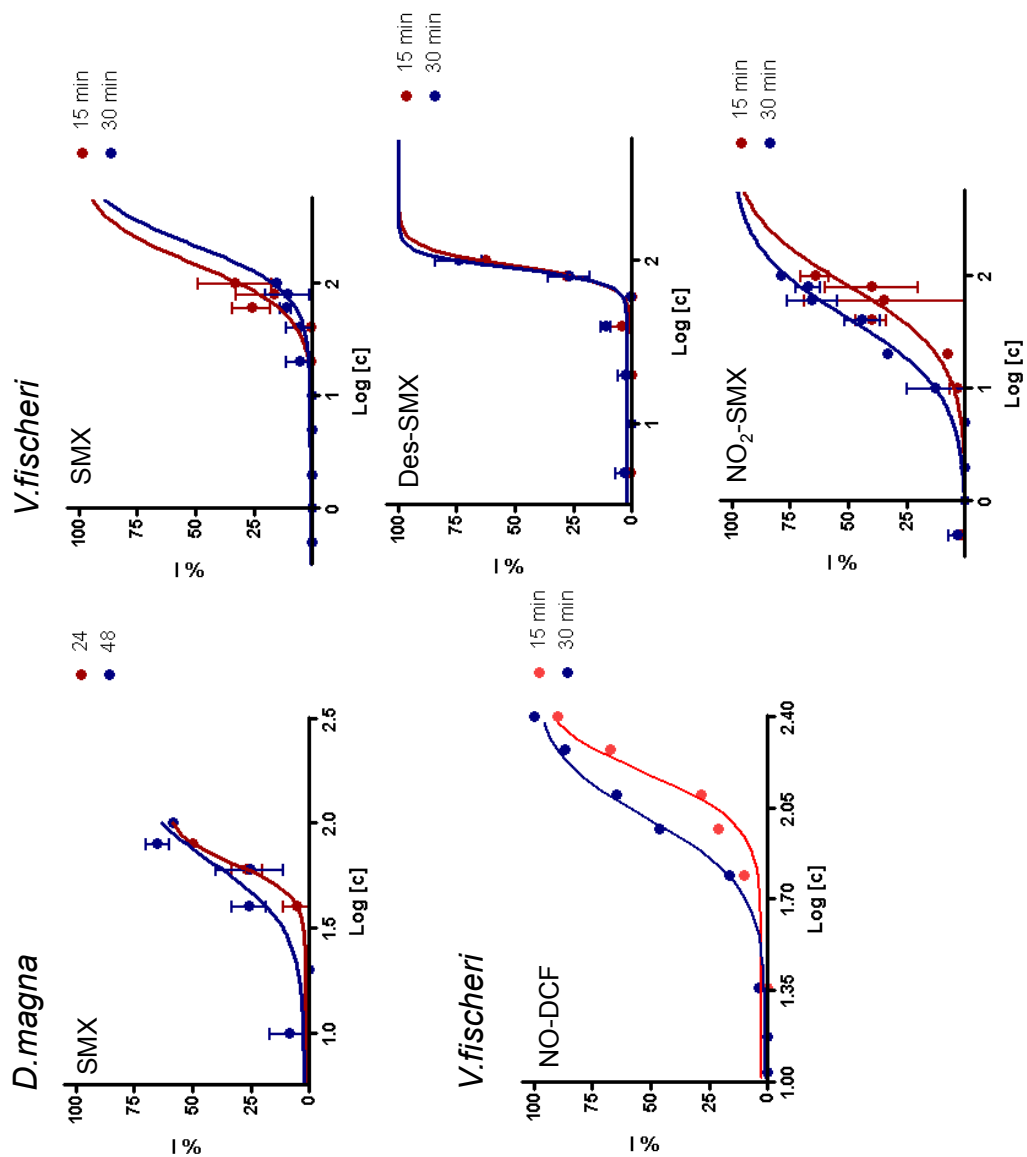 D.magna
SMX
24
48
I %
100
75
50
25
0
1.0
1.5
2.0
2.5
Log [c]
V.fischeri
SMX
15 min
30 min
I %
100
75
50
25
0
0
1
2
Log [c]
Des-SMX
15 min
30 min
I %
100
75
50
25
0
1
2
Log [c]
V.fischeri
NO-DCF
15 min
30 min
I %
100
75
50
25
0
1.00
1.35
1.70
2.05
2.40
Log [c]
NO₂-SMX
15 min
30 min
I %
100
75
50
25
0
1
2
Log [c]